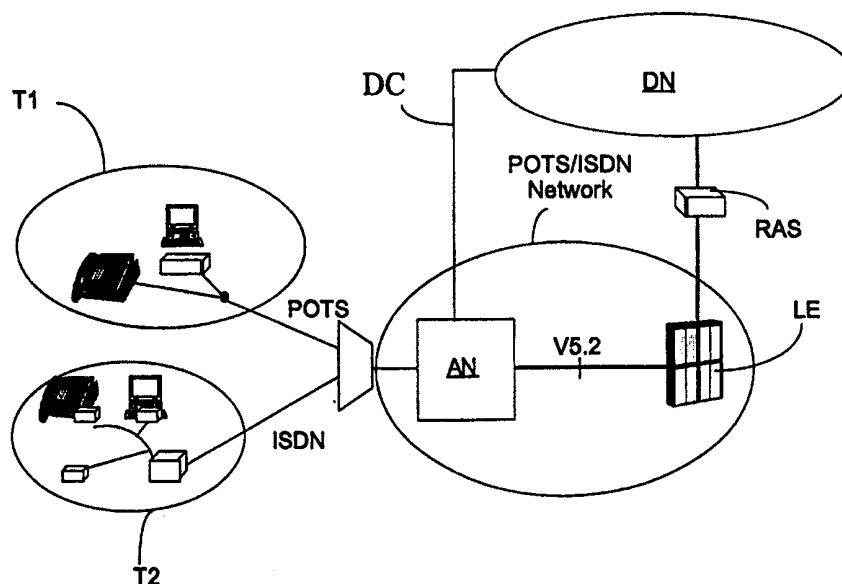 DN
DC
T1
POTS/ISDN
Network
RAS
POTS
LE
V5.2
AN
ISDN
T2